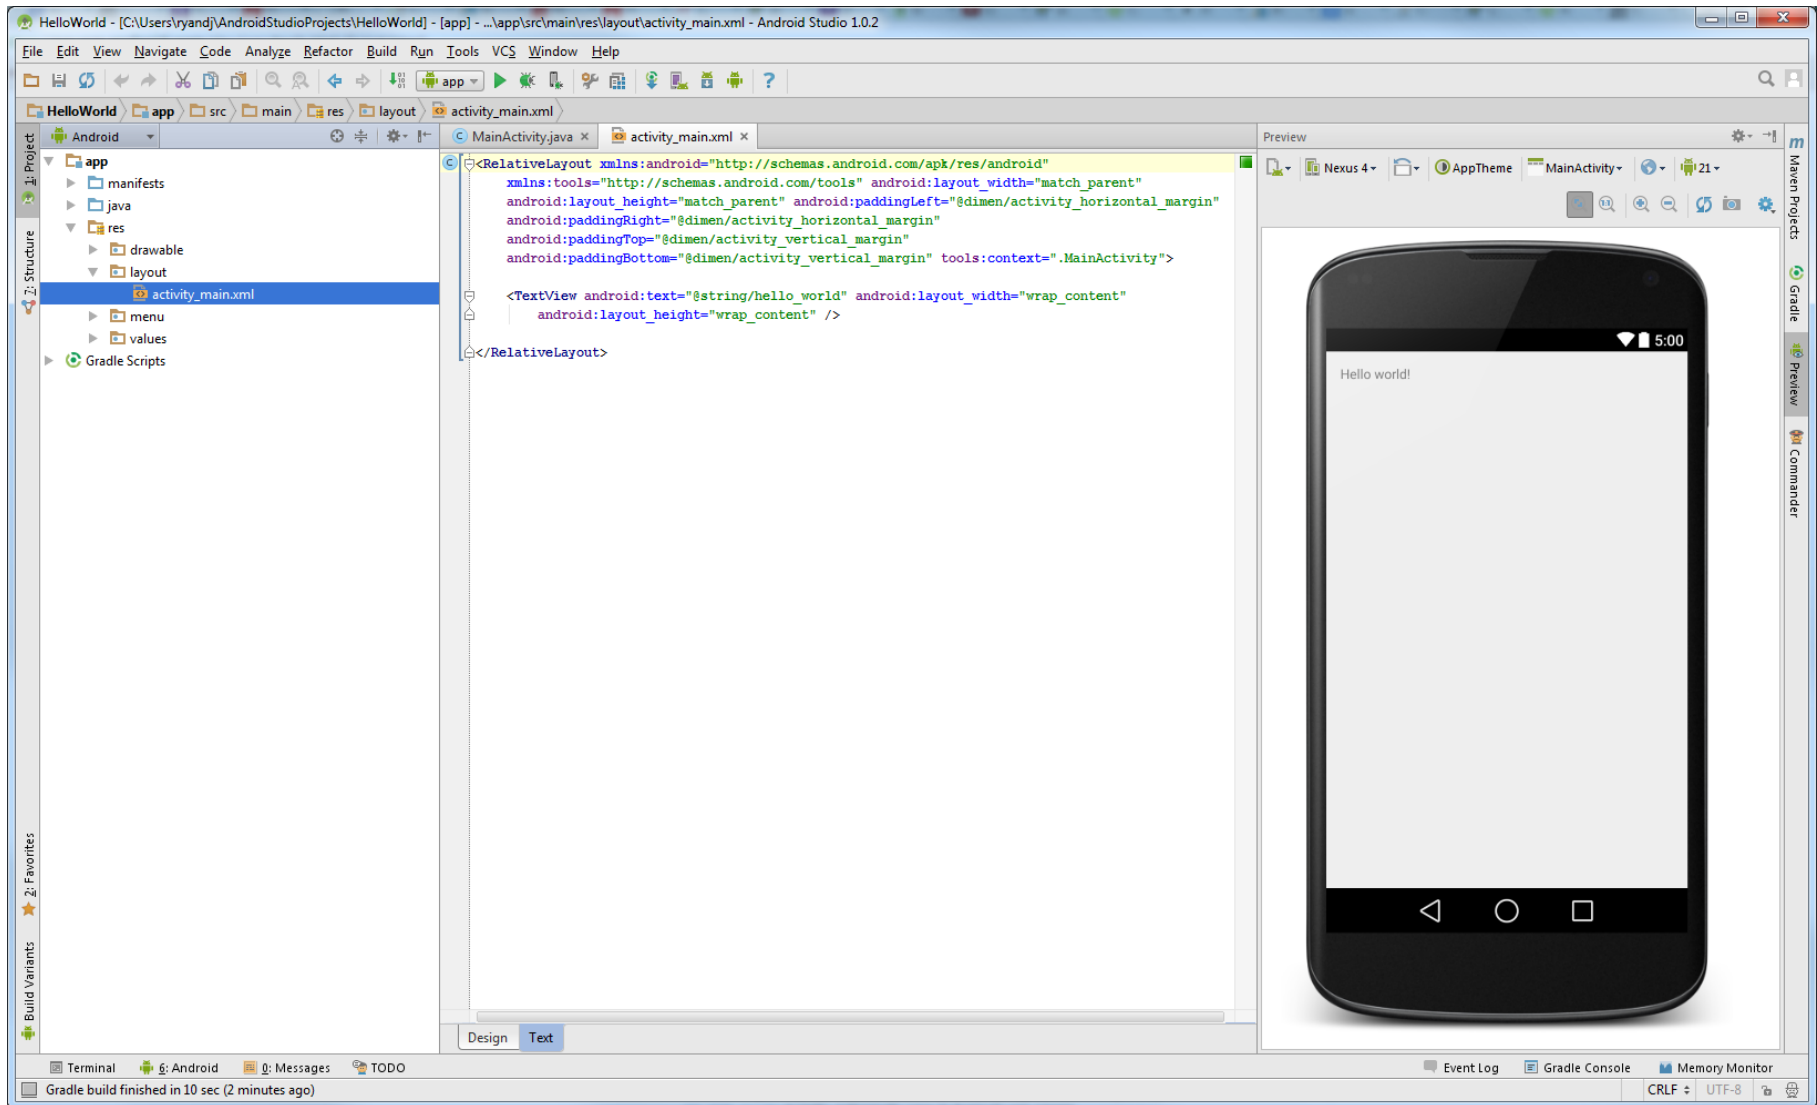 HelloWorld - [C:\Users\ryandj\AndroidStudioProjects\HelloWorld] - [app] - ...\app\src\main\res\layout\activity_main.xml - Android Studio 1.0.2
File Edit View Navigate Code Analyze Refactor Build Run Tools VCS Window Help
app
HelloWorld app src main res layout activity_main.xml
1: Project
7: Structure
2: Favorites
Build Variants
Android
app
manifests
java
res
drawable
layout
activity_main.xml
menu
values
Gradle Scripts
MainActivity.java activity_main.xml
<RelativeLayout xmlns:android="http://schemas.android.com/apk/res/android"
xmlns:tools="http://schemas.android.com/tools" android:layout_width="match_parent"
android:layout_height="match_parent" android:paddingLeft="@dimen/activity_horizontal_margin"
android:paddingRight="@dimen/activity_horizontal_margin"
android:paddingTop="@dimen/activity_vertical_margin"
android:paddingBottom="@dimen/activity_vertical_margin" tools:context=".MainActivity">
<TextView android:text="@string/hello_world" android:layout_width="wrap_content"
android:layout_height="wrap_content" />
</RelativeLayout>
Design Text
Preview
Nexus 4 AppTheme MainActivity 21
5:00
Hello world!
m Maven Projects
Gradle
Preview
Commander
Terminal 6: Android 0: Messages TODO Event Log Gradle Console Memory Monitor
Gradle build finished in 10 sec (2 minutes ago) CRLF UTF-8